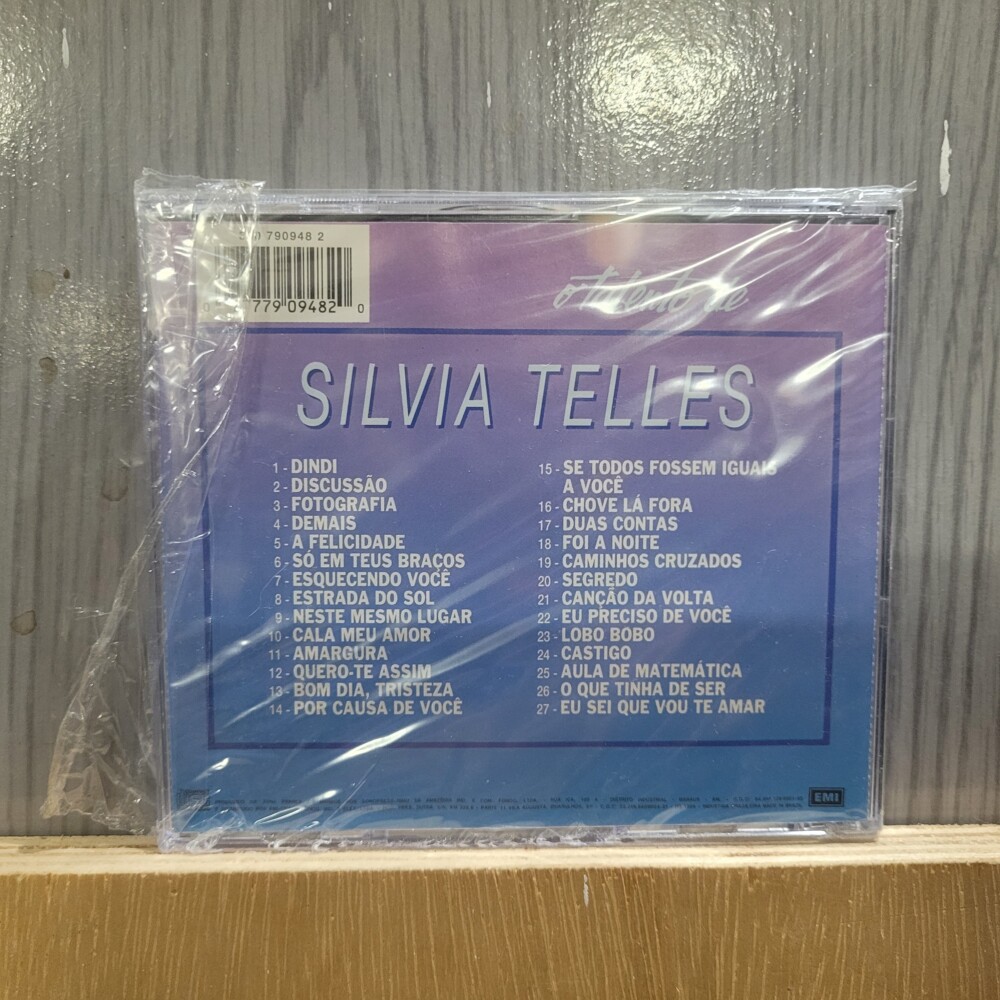 790948 2
779 09482 0
o talento de
SILVIA TELLES
1 - DINDI
2 - DISCUSSÃO
3 - FOTOGRAFIA
4 - DEMAIS
5 - A FELICIDADE
6 - SÓ EM TEUS BRAÇOS
7 - ESQUECENDO VOCÊ
8 - ESTRADA DO SOL
9 - NESTE MESMO LUGAR
10 - CALA MEU AMOR
11 - AMARGURA
12 - QUERO-TE ASSIM
13 - BOM DIA, TRISTEZA
14 - POR CAUSA DE VOCÊ
15 - SE TODOS FOSSEM IGUAIS
A VOCÊ
16 - CHOVE LÁ FORA
17 - DUAS CONTAS
18 - FOI A NOITE
19 - CAMINHOS CRUZADOS
20 - SEGREDO
21 - CANÇÃO DA VOLTA
22 - EU PRECISO DE VOCÊ
23 - LOBO BOBO
24 - CASTIGO
25 - AULA DE MATEMÁTICA
26 - O QUE TINHA DE SER
27 - EU SEI QUE VOU TE AMAR
EMI